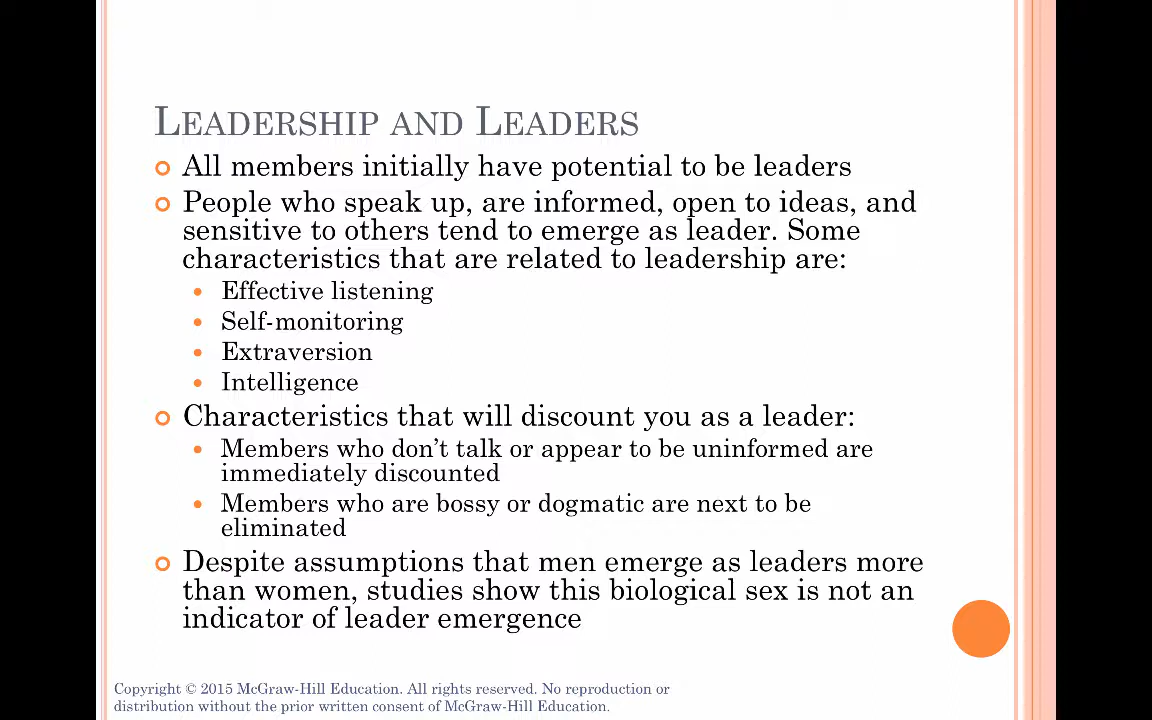 LEADERSHIP AND LEADERS
All members initially have potential to be leaders
People who speak up, are informed, open to ideas, and
sensitive to others tend to emerge as leader. Some
characteristics that are related to leadership are:
Effective listening
Self-monitoring
Extraversion
Intelligence
Characteristics that will discount you as a leader:
Members who don’t talk or appear to be uninformed are
immediately discounted
Members who are bossy or dogmatic are next to be
eliminated
Despite assumptions that men emerge as leaders more
than women, studies show this biological sex is not an
indicator of leader emergence
Copyright © 2015 McGraw-Hill Education. All rights reserved. No reproduction or
distribution without the prior written consent of McGraw-Hill Education.